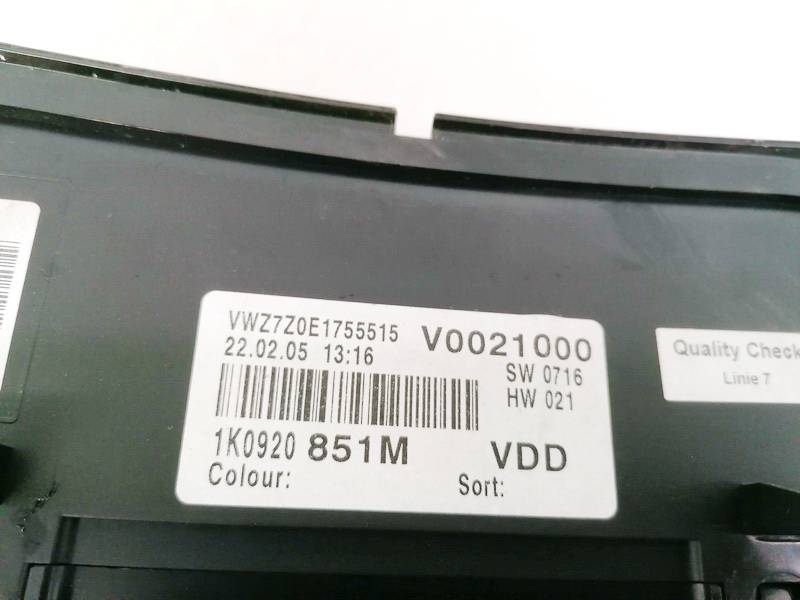 VWZ7Z0E1755515 V0021000
22.02.05 13:16 SW 0716
HW 021
1K0920 851M VDD
Colour: Sort:
Quality Check
Linie 7